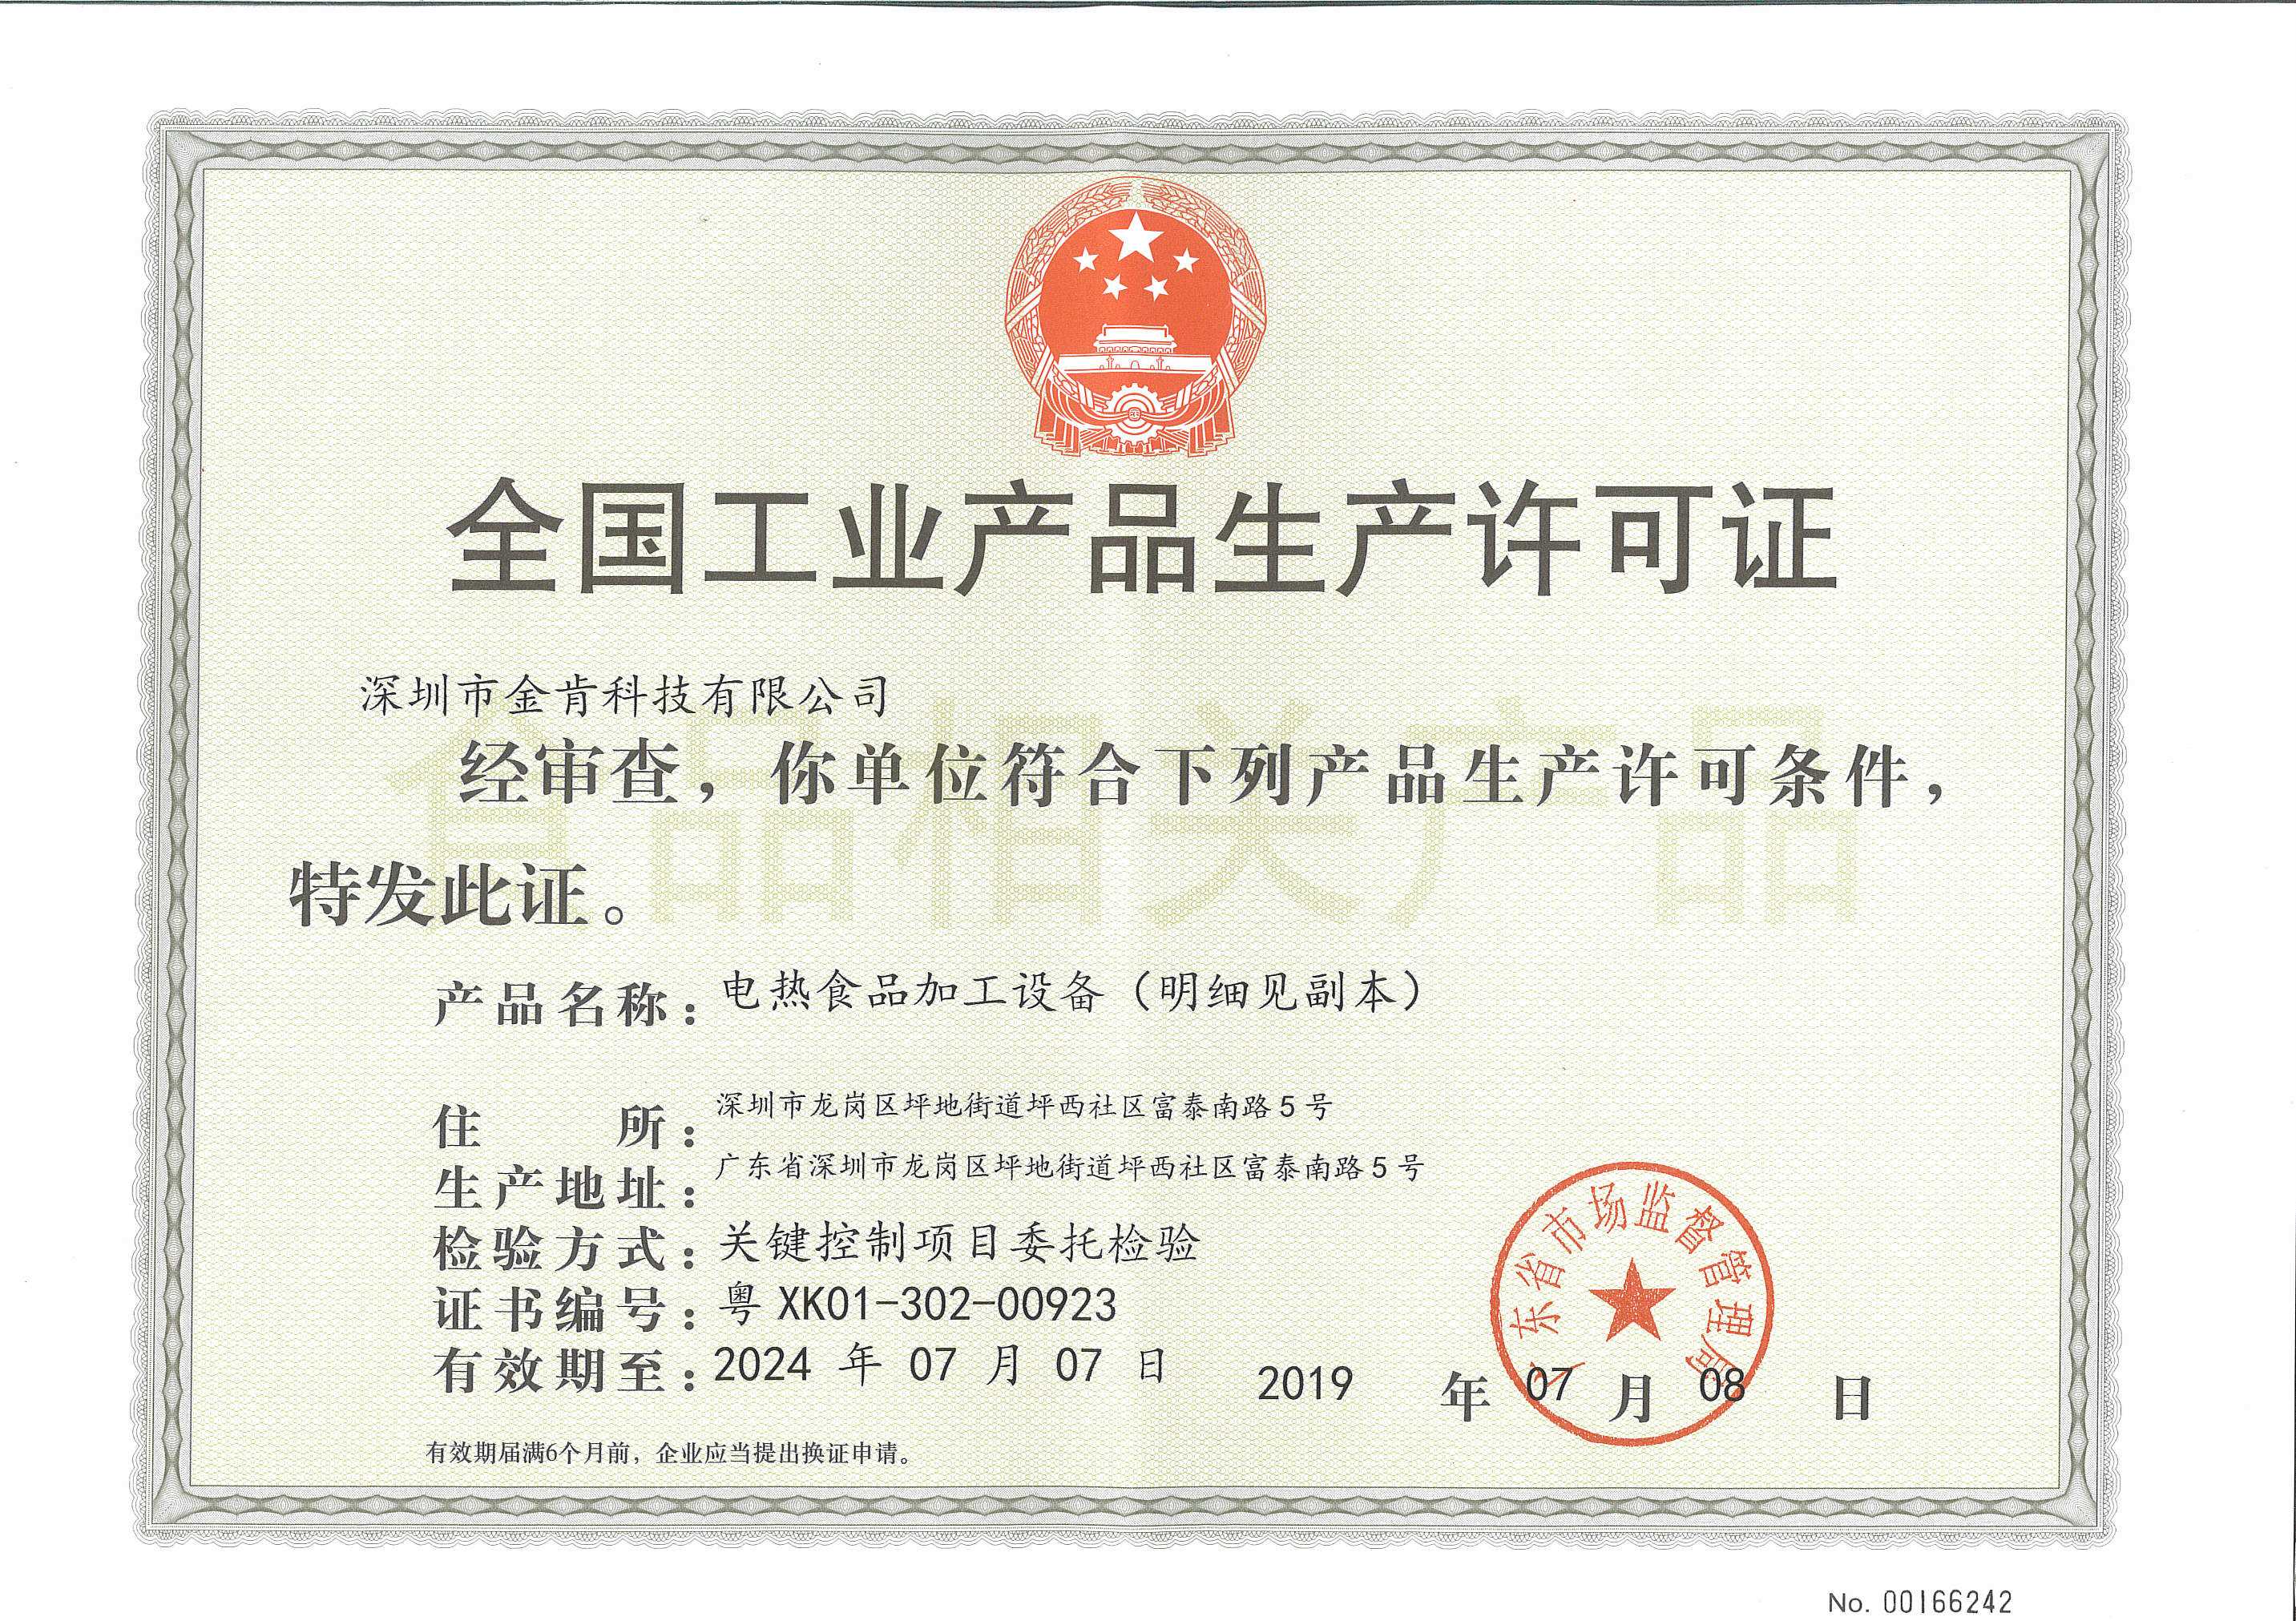 全国工业产品生产许可证
深圳市金肯科技有限公司
食品相关产品
经审查，你单位符合下列产品生产许可条件，
特发此证。
产品名称：电热食品加工设备（明细见副本）
住所：深圳市龙岗区坪地街道坪西社区富泰南路5号
生产地址：广东省深圳市龙岗区坪地街道坪西社区富泰南路5号
检验方式：关键控制项目委托检验
证书编号：粤 XK01-302-00923
有效期至：2024 年 07 月 07 日
广东省市场监督管理局
2019 年 07 月 08 日
有效期届满6个月前，企业应当提出换证申请。
No. 00166242